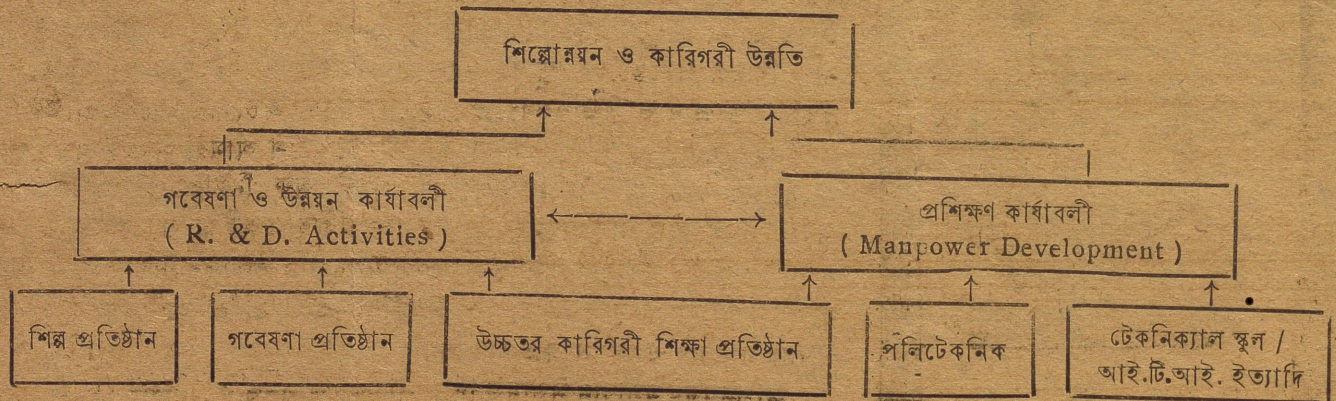 শিল্পোন্নয়ন ও কারিগরী উন্নতি
গবেষণা ও উন্নয়ন কার্যাবলী
( R. & D. Activities )
প্রশিক্ষণ কার্যাবলী
( Manpower Development )
শিল্প প্রতিষ্ঠান
গবেষণা প্রতিষ্ঠান
উচ্চতর কারিগরী শিক্ষা প্রতিষ্ঠান
পলিটেকনিক
টেকনিক্যাল স্কুল /
আই.টি.আই. ইত্যাদি